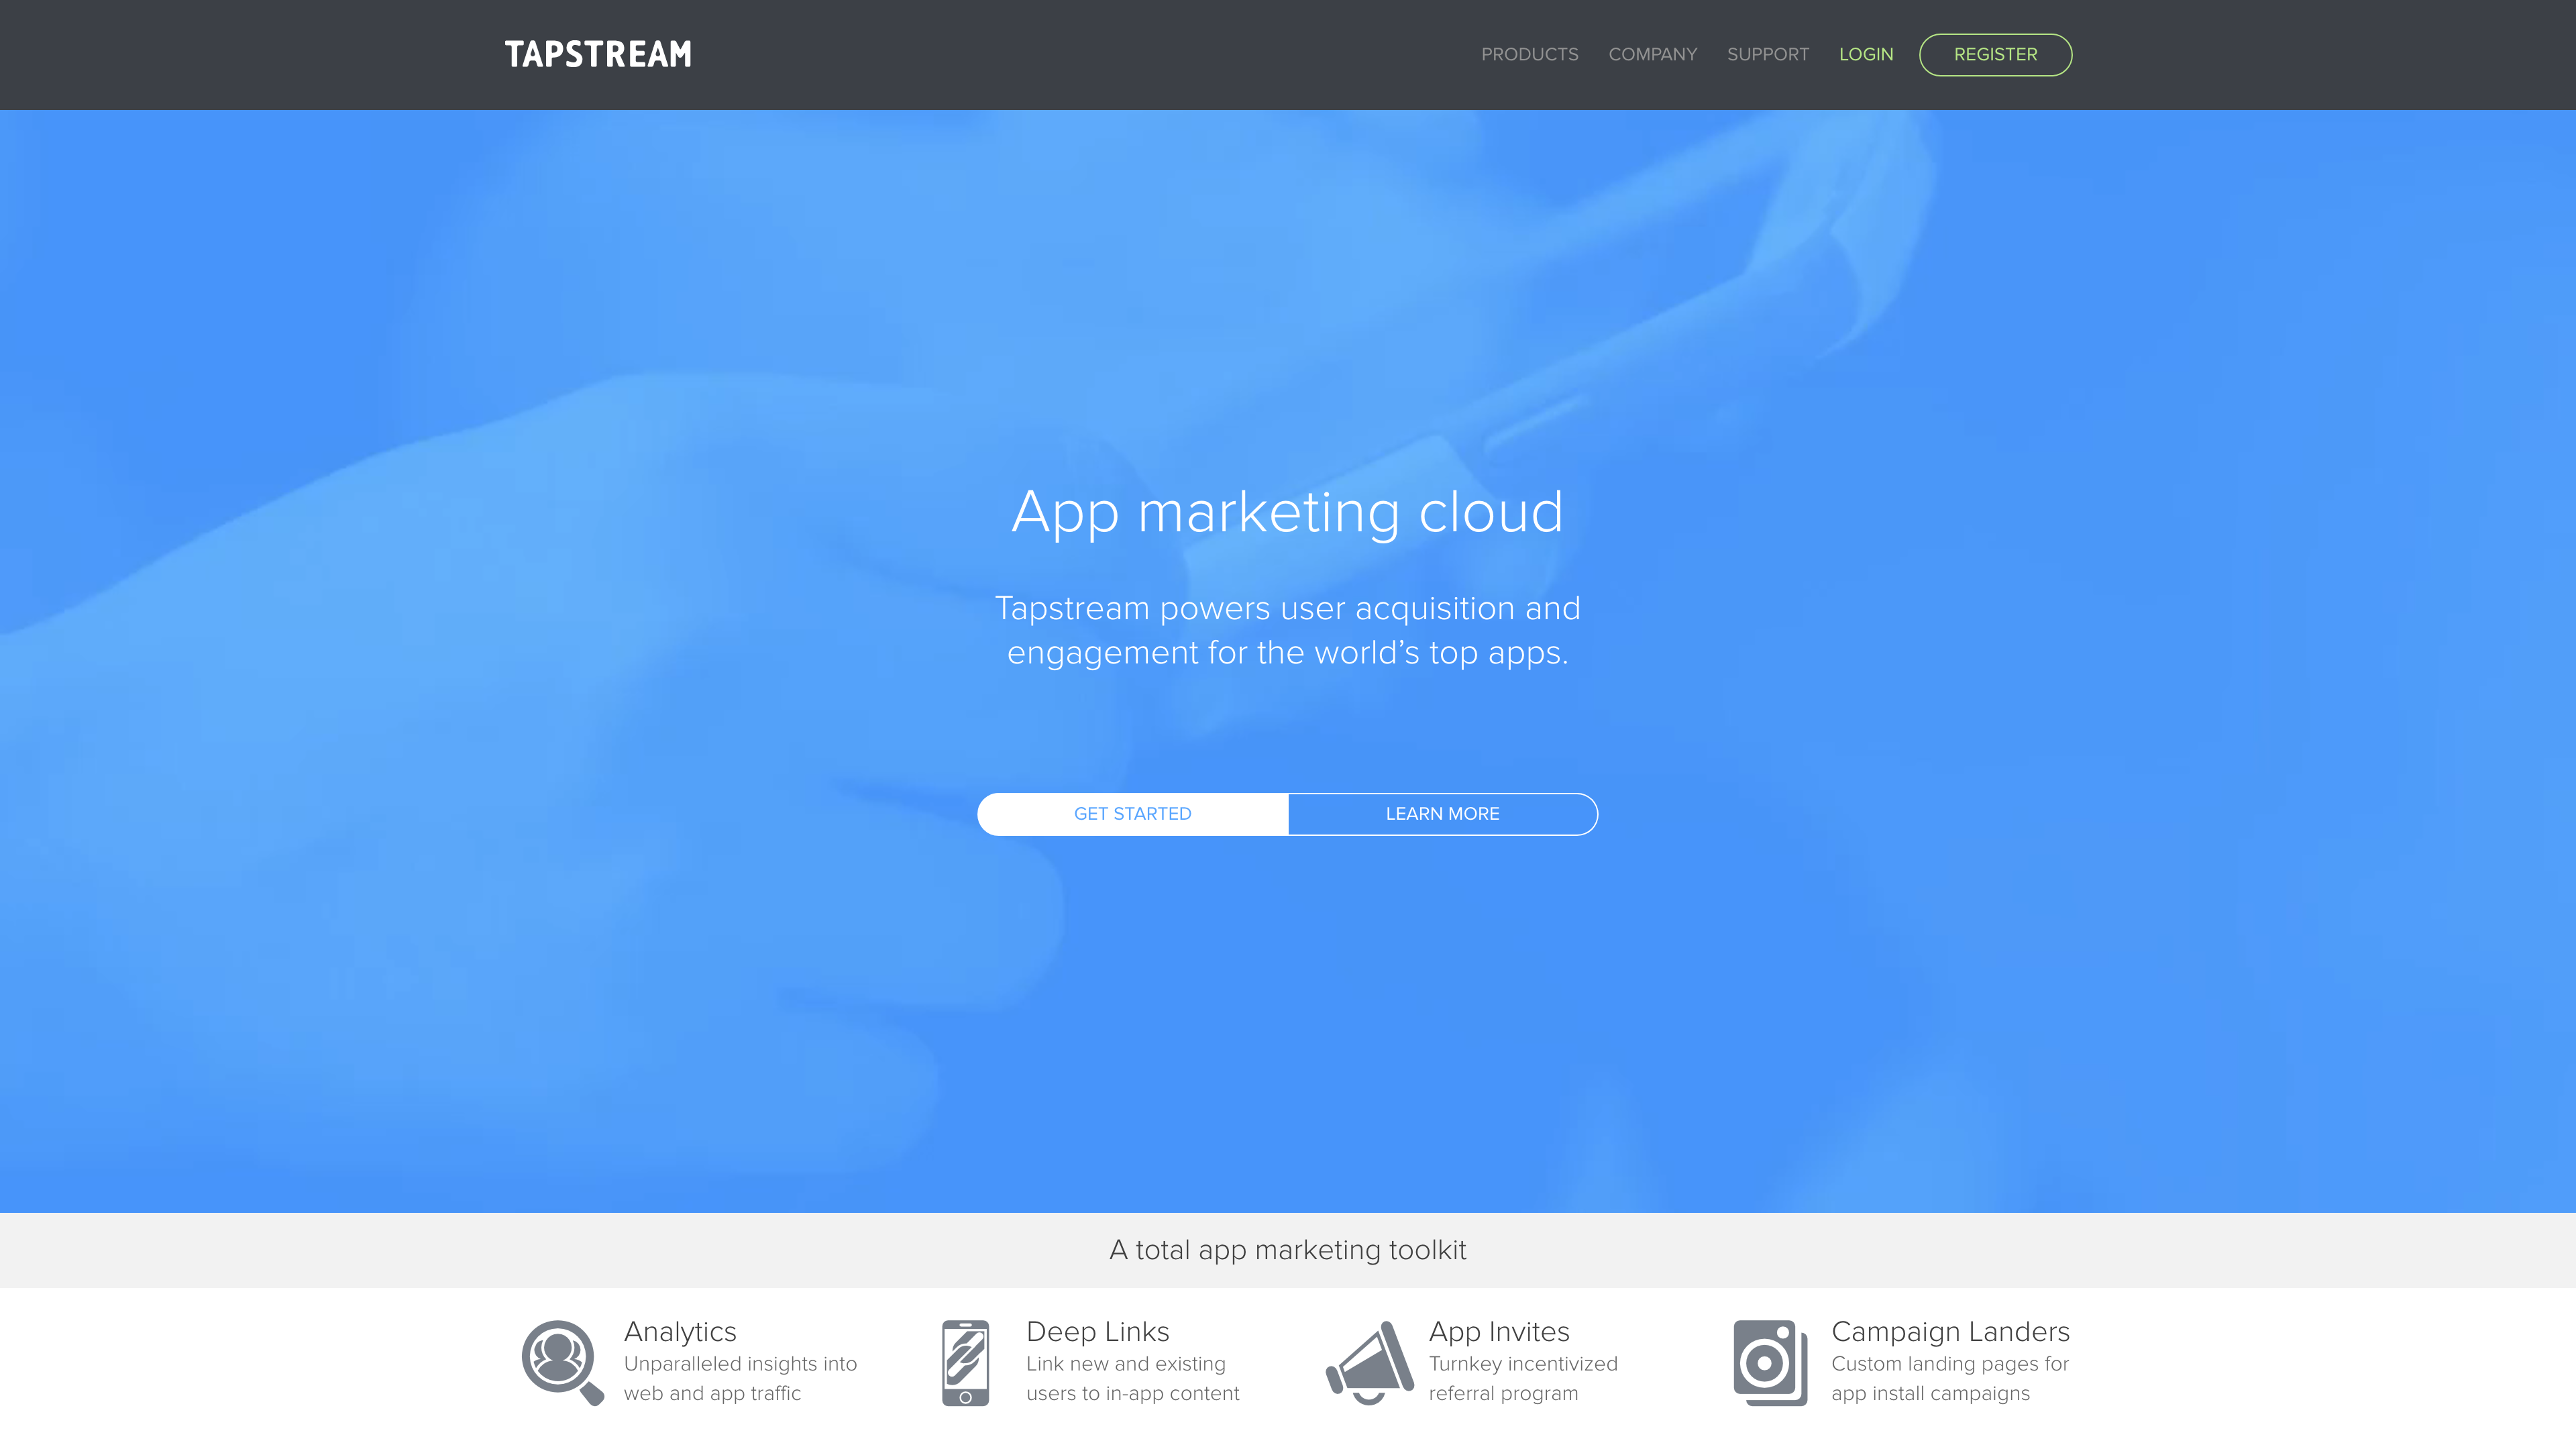 TAPSTREAM
PRODUCTS COMPANY SUPPORT LOGIN REGISTER
App marketing cloud
Tapstream powers user acquisition and
engagement for the world’s top apps.
GET STARTED LEARN MORE
A total app marketing toolkit
Analytics
Unparalleled insights into
web and app traffic
Deep Links
Link new and existing
users to in-app content
App Invites
Turnkey incentivized
referral program
Campaign Landers
Custom landing pages for
app install campaigns